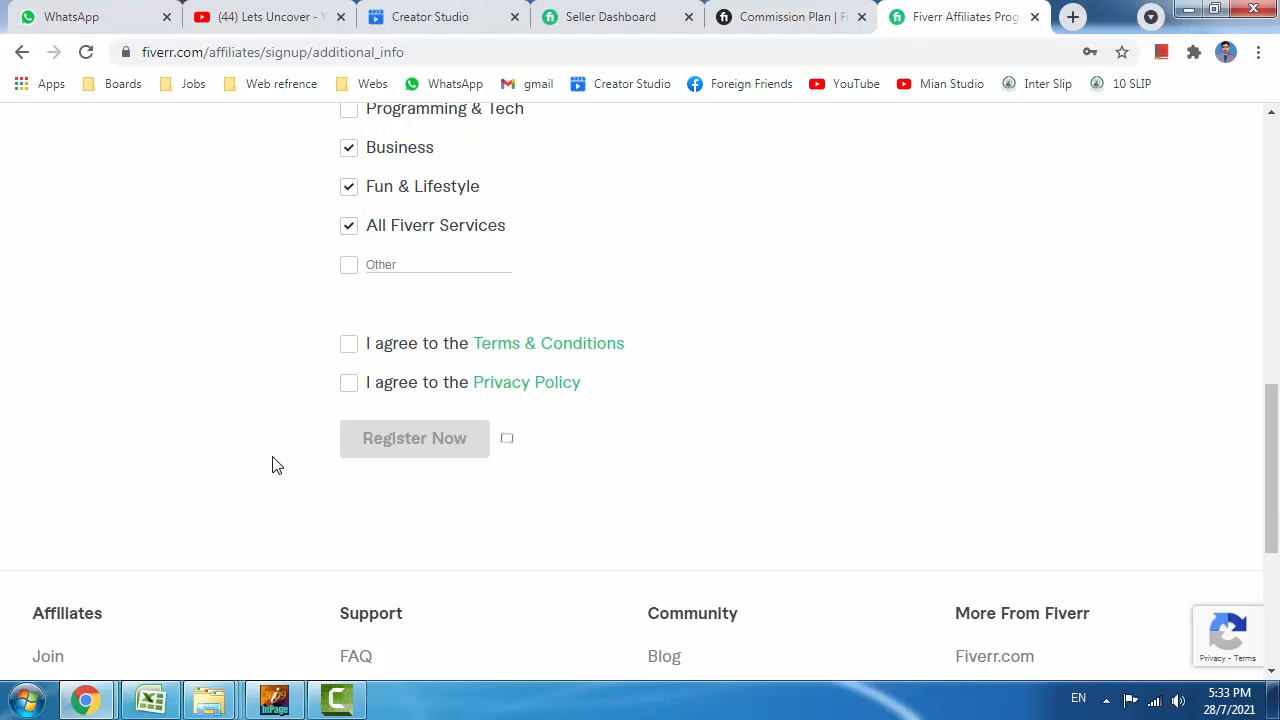 WhatsApp
(44) Lets Uncover - Y
Creator Studio
Seller Dashboard
Commission Plan | Fi
Fiverr Affiliates Prog
fiverr.com/affiliates/signup/additional_info
Apps
Boards
Jobs
Web refrence
Webs
WhatsApp
gmail
Creator Studio
Foreign Friends
YouTube
Mian Studio
Inter Slip
10 SLIP
Programming & Tech
Business
Fun & Lifestyle
All Fiverr Services
Other
I agree to the Terms & Conditions
I agree to the Privacy Policy
Register Now
Affiliates
Support
Community
More From Fiverr
Join
FAQ
Blog
Fiverr.com
Privacy - Terms
InPage
EN
5:33 PM
28/7/2021